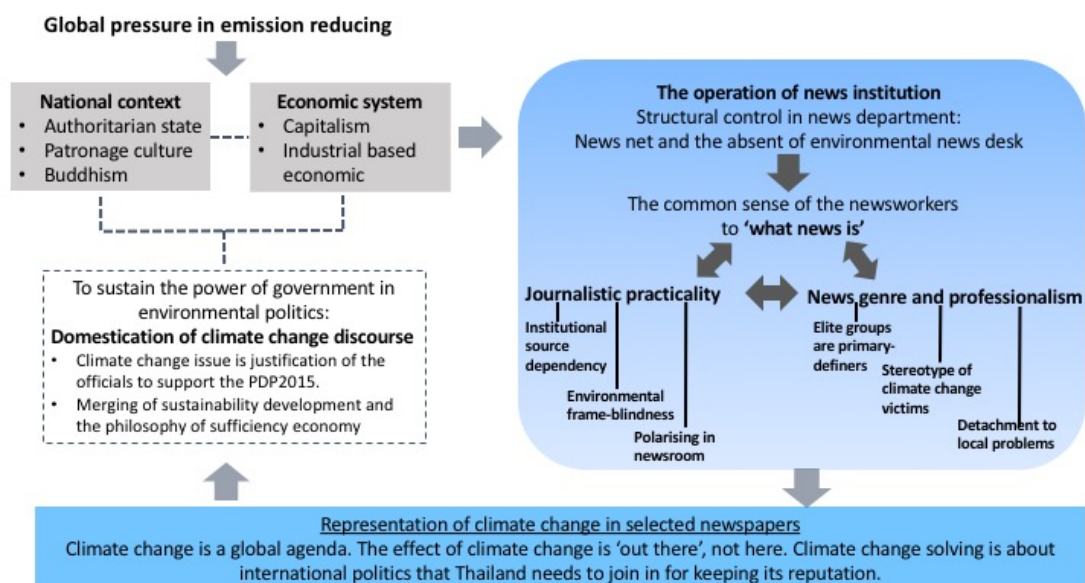 Global pressure in emission reducing
National context
• Authoritarian state
• Patronage culture
• Buddhism
Economic system
• Capitalism
• Industrial based
economic
To sustain the power of government in
environmental politics:
Domestication of climate change discourse
• Climate change issue is justification of the
officials to support the PDP2015.
• Merging of sustainability development and
the philosophy of sufficiency economy
The operation of news institution
Structural control in news department:
News net and the absent of environmental news desk
The common sense of the newsworkers
to ‘what news is’
Journalistic practicality
Institutional
source
dependency
Environmental
frame-blindness
Polarising in
newsroom
News genre and professionalism
Elite groups
are primary-
definers
Stereotype of
climate change
victims
Detachment to
local problems
Representation of climate change in selected newspapers
Climate change is a global agenda. The effect of climate change is ‘out there’, not here. Climate change solving is about
international politics that Thailand needs to join in for keeping its reputation.